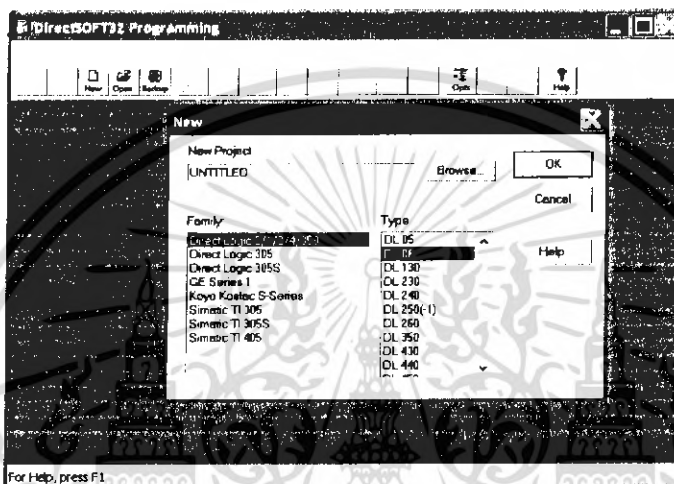 DirectSOFT32 Programming
New Open Backup Opts Help
New
New Project
UNTITLED
Browse...
OK
Cancel
Help
Family
Direct Logic
Direct Logic 305
Direct Logic 305S
GE Series 1
Koyo Kostac S-Series
Simatic TI 305
Simatic TI 305S
Simatic TI 405
Type
DL 05
DL 130
DL 230
DL 240
DL 250(-1)
DL 260
DL 350
DL 430
DL 440
For Help, press F1